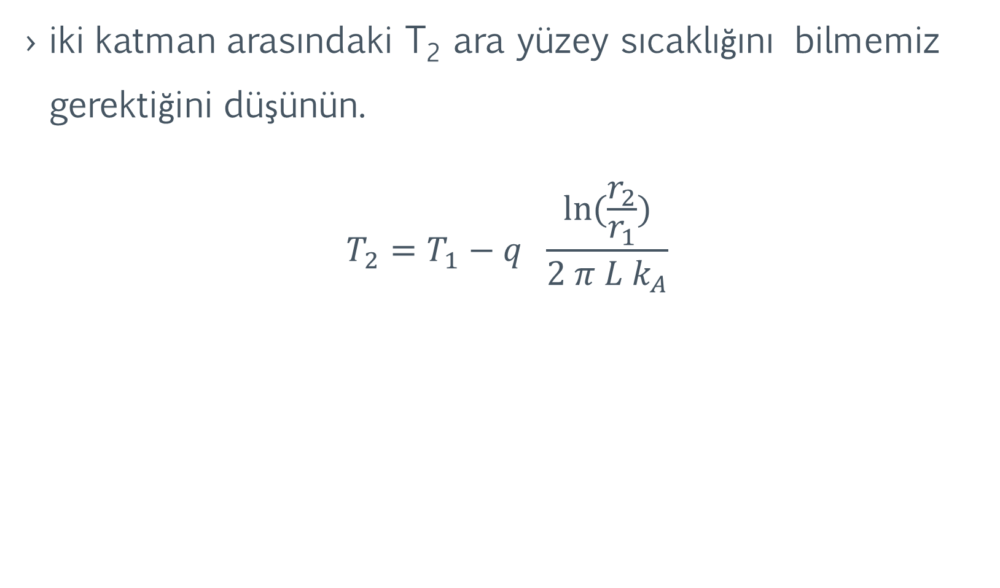 › iki katman arasındaki T₂ ara yüzey sıcaklığını bilmemiz
gerektiğini düşünün.
T₂ = T₁ − q ln(r₂/r₁) / (2 π L k_A)